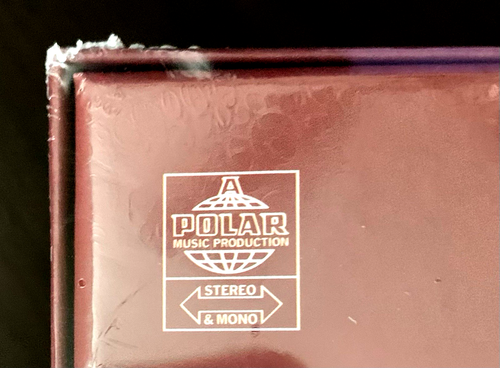 A
POLAR
MUSIC PRODUCTION
STEREO
& MONO